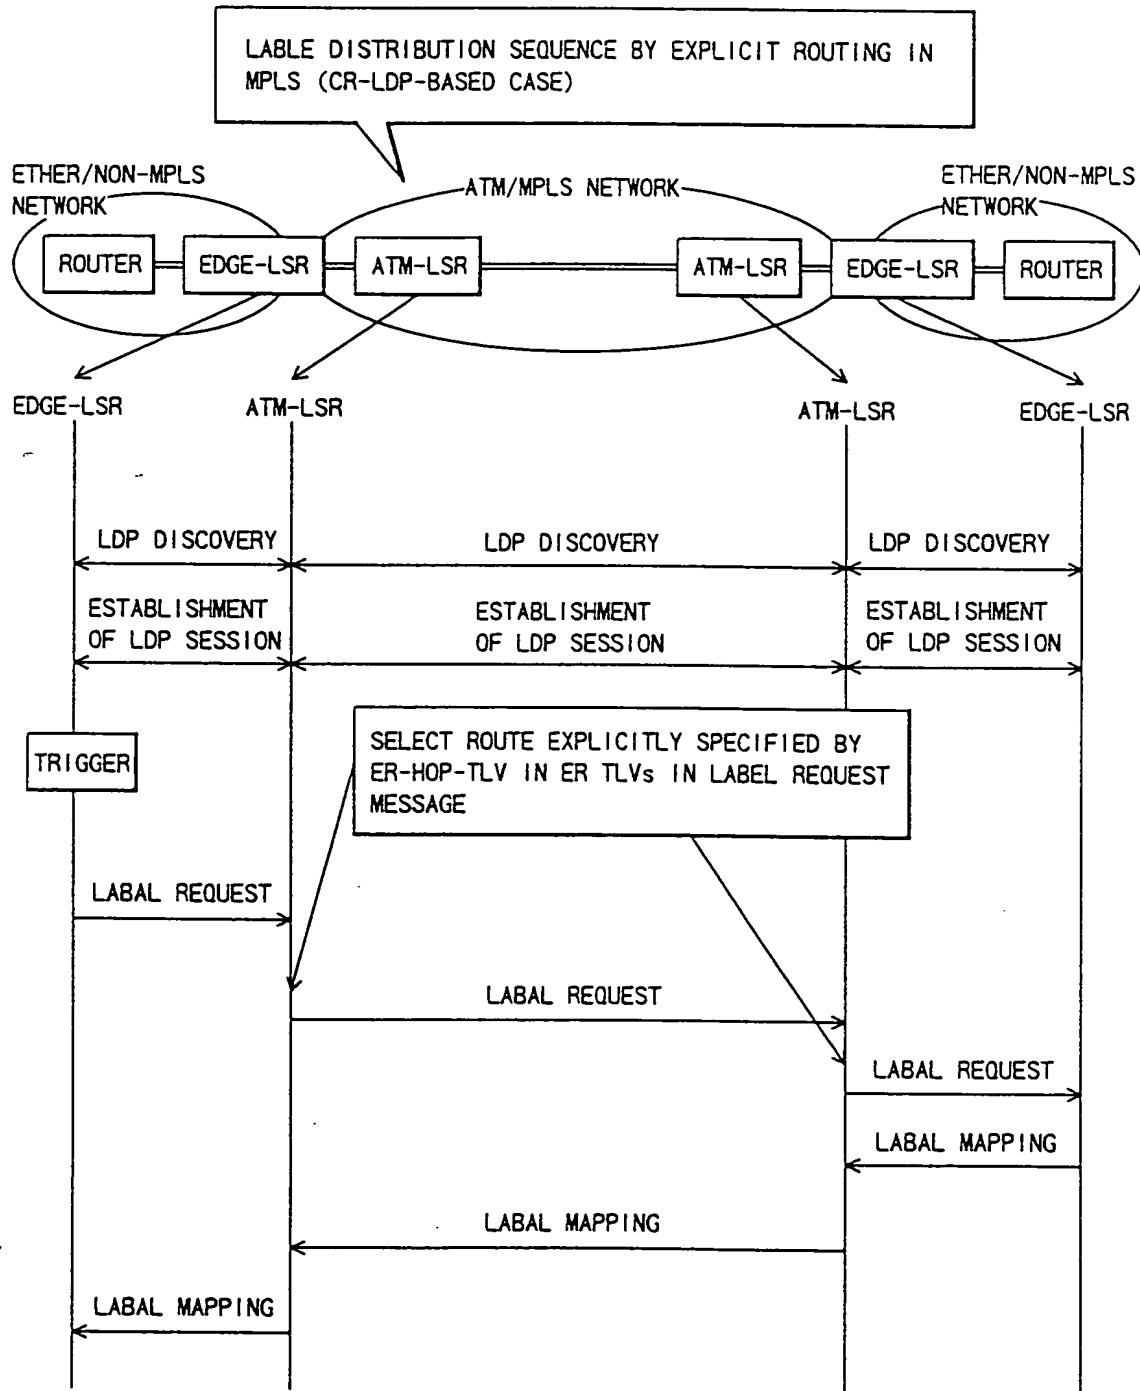 LABLE DISTRIBUTION SEQUENCE BY EXPLICIT ROUTING IN
MPLS (CR-LDP-BASED CASE)
ETHER/NON-MPLS
NETWORK
ATM/MPLS NETWORK
ETHER/NON-MPLS
NETWORK
ROUTER
EDGE-LSR
ATM-LSR
ATM-LSR
EDGE-LSR
ROUTER
EDGE-LSR
ATM-LSR
ATM-LSR
EDGE-LSR
LDP DISCOVERY
LDP DISCOVERY
LDP DISCOVERY
ESTABLISHMENT
OF LDP SESSION
ESTABLISHMENT
OF LDP SESSION
ESTABLISHMENT
OF LDP SESSION
TRIGGER
SELECT ROUTE EXPLICITLY SPECIFIED BY
ER-HOP-TLV IN ER TLVs IN LABEL REQUEST
MESSAGE
LABAL REQUEST
LABAL REQUEST
LABAL REQUEST
LABAL MAPPING
LABAL MAPPING
LABAL MAPPING